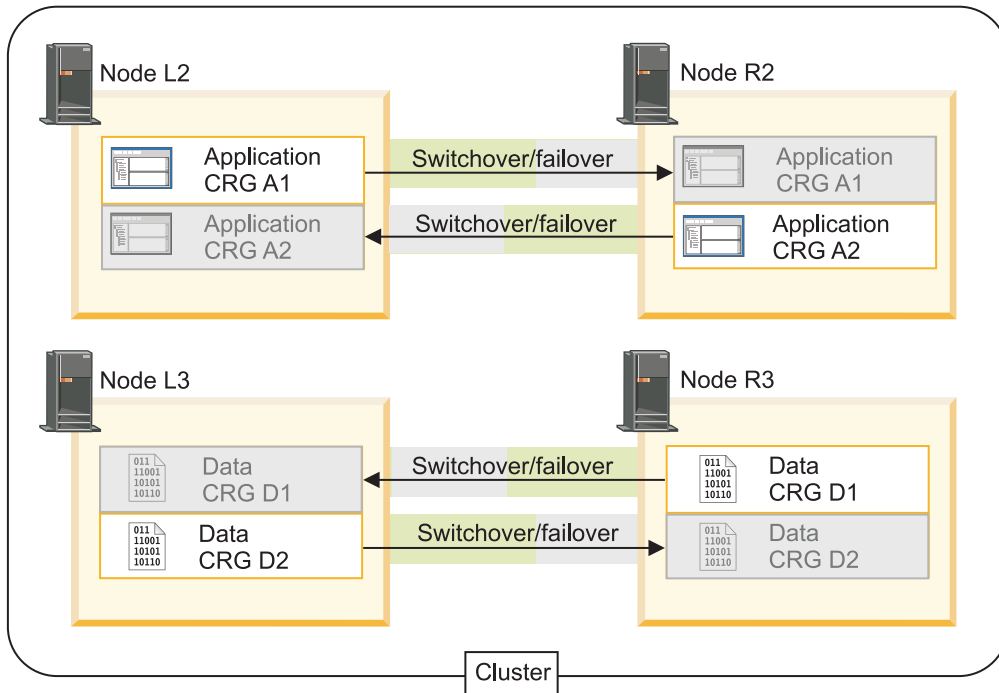 Node L2
Node R2
Application
CRG A1
Switchover/failover
Application
CRG A1
Application
CRG A2
Switchover/failover
Application
CRG A2
Node L3
Node R3
011
11001
10101
10110
Data
CRG D1
Switchover/failover
011
11001
10101
10110
Data
CRG D1
011
11001
10101
10110
Data
CRG D2
Switchover/failover
011
11001
10101
10110
Data
CRG D2
Cluster